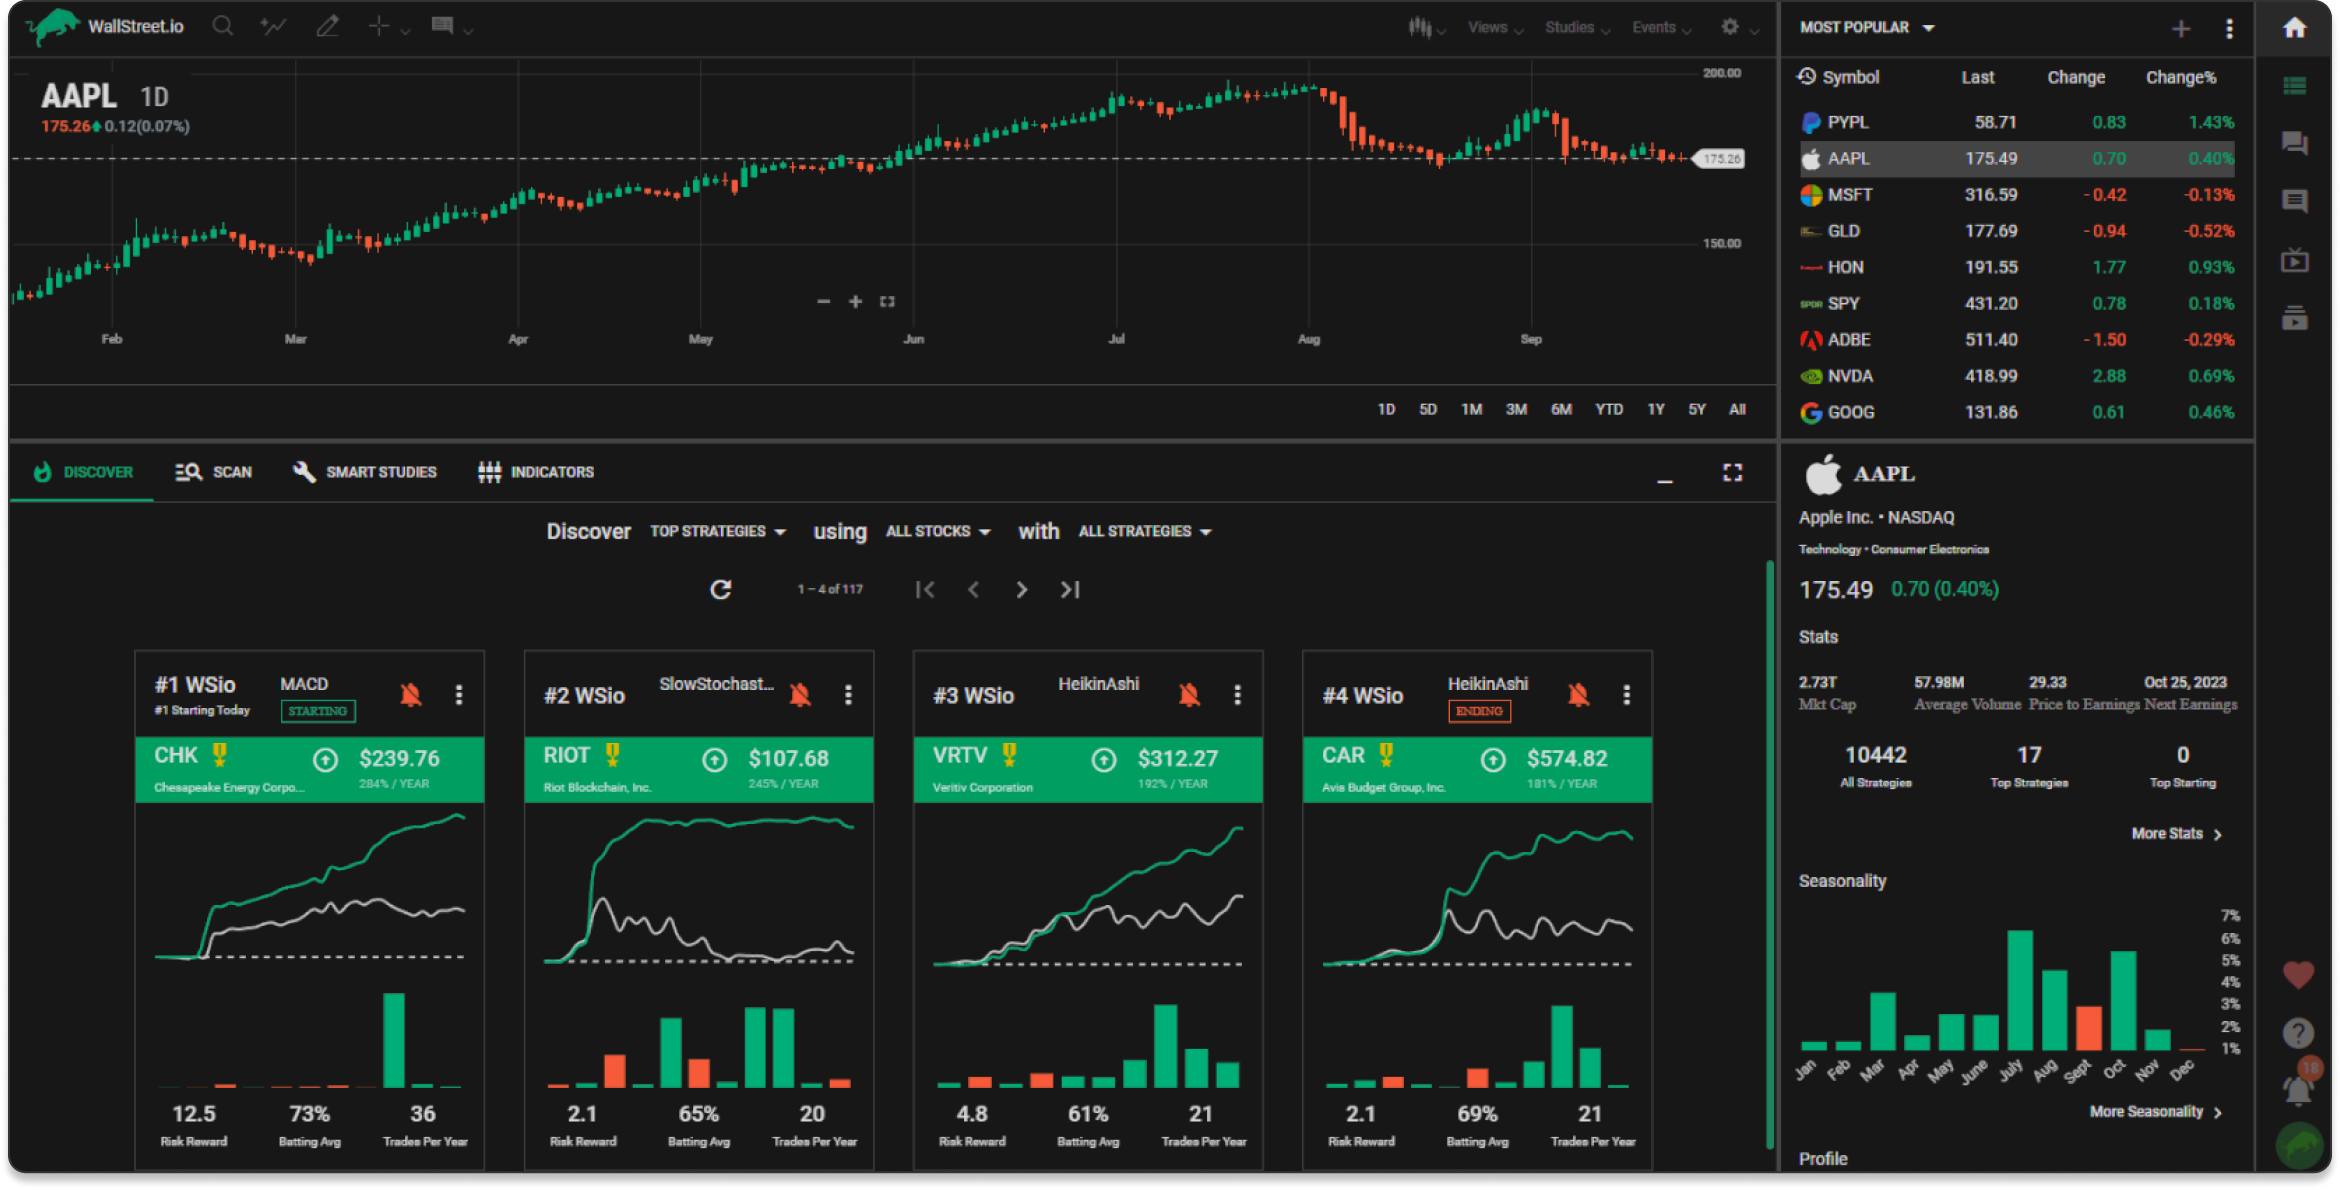 WallStreet.io
Views
Studies
Events
AAPL 1D
175.26 0.12(0.07%)
200.00
175.26
150.00
Feb Mar Apr May Jun Jul Aug Sep
1D 5D 1M 3M 6M YTD 1Y 5Y All
MOST POPULAR
Symbol Last Change Change%
PYPL 58.71 0.83 1.43%
AAPL 175.49 0.70 0.40%
MSFT 316.59 -0.42 -0.13%
GLD 177.69 -0.94 -0.52%
HON 191.55 1.77 0.93%
SPDR SPY 431.20 0.78 0.18%
ADBE 511.40 -1.50 -0.29%
NVDA 418.99 2.88 0.69%
GOOG 131.86 0.61 0.46%
DISCOVER SCAN SMART STUDIES INDICATORS
Discover TOP STRATEGIES using ALL STOCKS with ALL STRATEGIES
1 – 4 of 117
#1 WSio MACD
#1 Starting Today STARTING
CHK $239.76
Chesapeake Energy Corpo... 284% / YEAR
12.5 73% 36
Risk Reward Batting Avg Trades Per Year
#2 WSio SlowStochast...
RIOT $107.68
Riot Blockchain, Inc. 245% / YEAR
2.1 65% 20
Risk Reward Batting Avg Trades Per Year
#3 WSio HeikinAshi
VRTV $312.27
Veritiv Corporation 192% / YEAR
4.8 61% 21
Risk Reward Batting Avg Trades Per Year
#4 WSio HeikinAshi
ENDING
CAR $574.82
Avis Budget Group, Inc. 181% / YEAR
2.1 69% 21
Risk Reward Batting Avg Trades Per Year
AAPL
Apple Inc. • NASDAQ
Technology • Consumer Electronics
175.49 0.70 (0.40%)
Stats
2.73T 57.98M 29.33 Oct 25, 2023
Mkt Cap Average Volume Price to Earnings Next Earnings
10442 17 0
All Strategies Top Strategies Top Starting
More Stats
Seasonality
7%
6%
5%
4%
3%
2%
1%
Jan Feb Mar Apr May June July Aug Sept Oct Nov Dec
More Seasonality
Profile
18